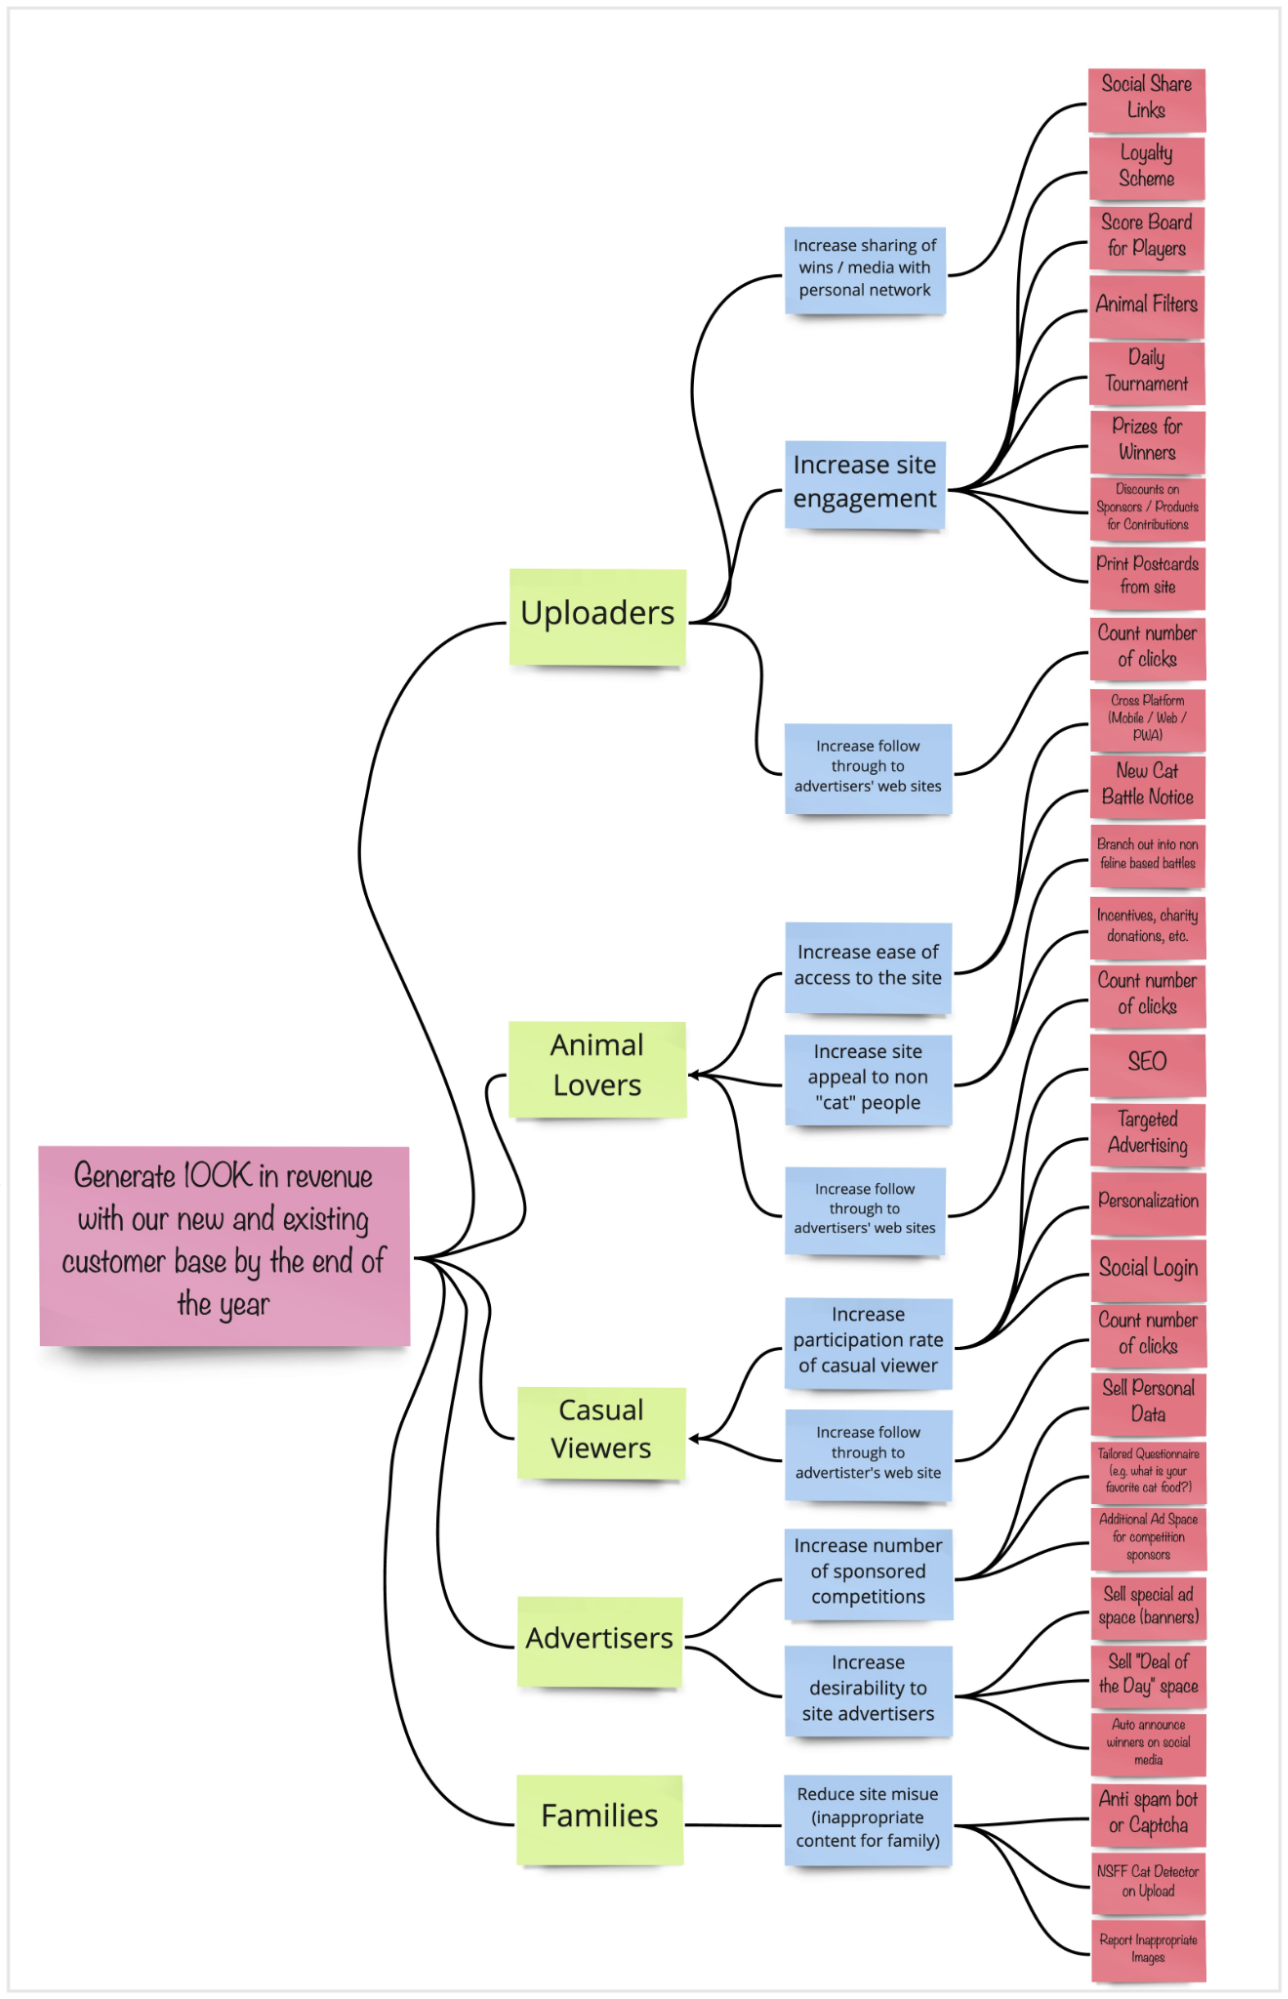 Social Share
Links
Loyalty
Scheme
Score Board
for Players
Increase sharing of
wins / media with
personal network
Animal Filters
Daily
Tournament
Prizes for
Winners
Increase site
engagement
Discounts on
Sponsors / Products
for Contributions
Print Postcards
from site
Uploaders
Count number
of clicks
Cross Platform
(Mobile / Web /
PWA)
Increase follow
through to
advertisers' web sites
New Cat
Battle Notice
Branch out into non
feline based battles
Incentives, charity
donations, etc.
Increase ease of
access to the site
Count number
of clicks
Animal
Lovers
Increase site
appeal to non
"cat" people
SEO
Targeted
Advertising
Increase follow
through to
advertisers' web sites
Personalization
Generate 100K in revenue
with our new and existing
customer base by the end of
the year
Social Login
Increase
participation rate
of casual viewer
Count number
of clicks
Casual
Viewers
Sell Personal
Data
Increase follow
through to
advertister's web site
Tailored Questionnaire
(e.g. what is your
favorite cat food?)
Additional Ad Space
for competition
sponsors
Increase number
of sponsored
competitions
Sell special ad
space (banners)
Advertisers
Sell "Deal of
the Day" space
Increase
desirability to
site advertisers
Auto announce
winners on social
media
Families
Reduce site misue
(inappropriate
content for family)
Anti spam bot
or Captcha
NSFF Cat Detector
on Upload
Report Inappropriate
Images